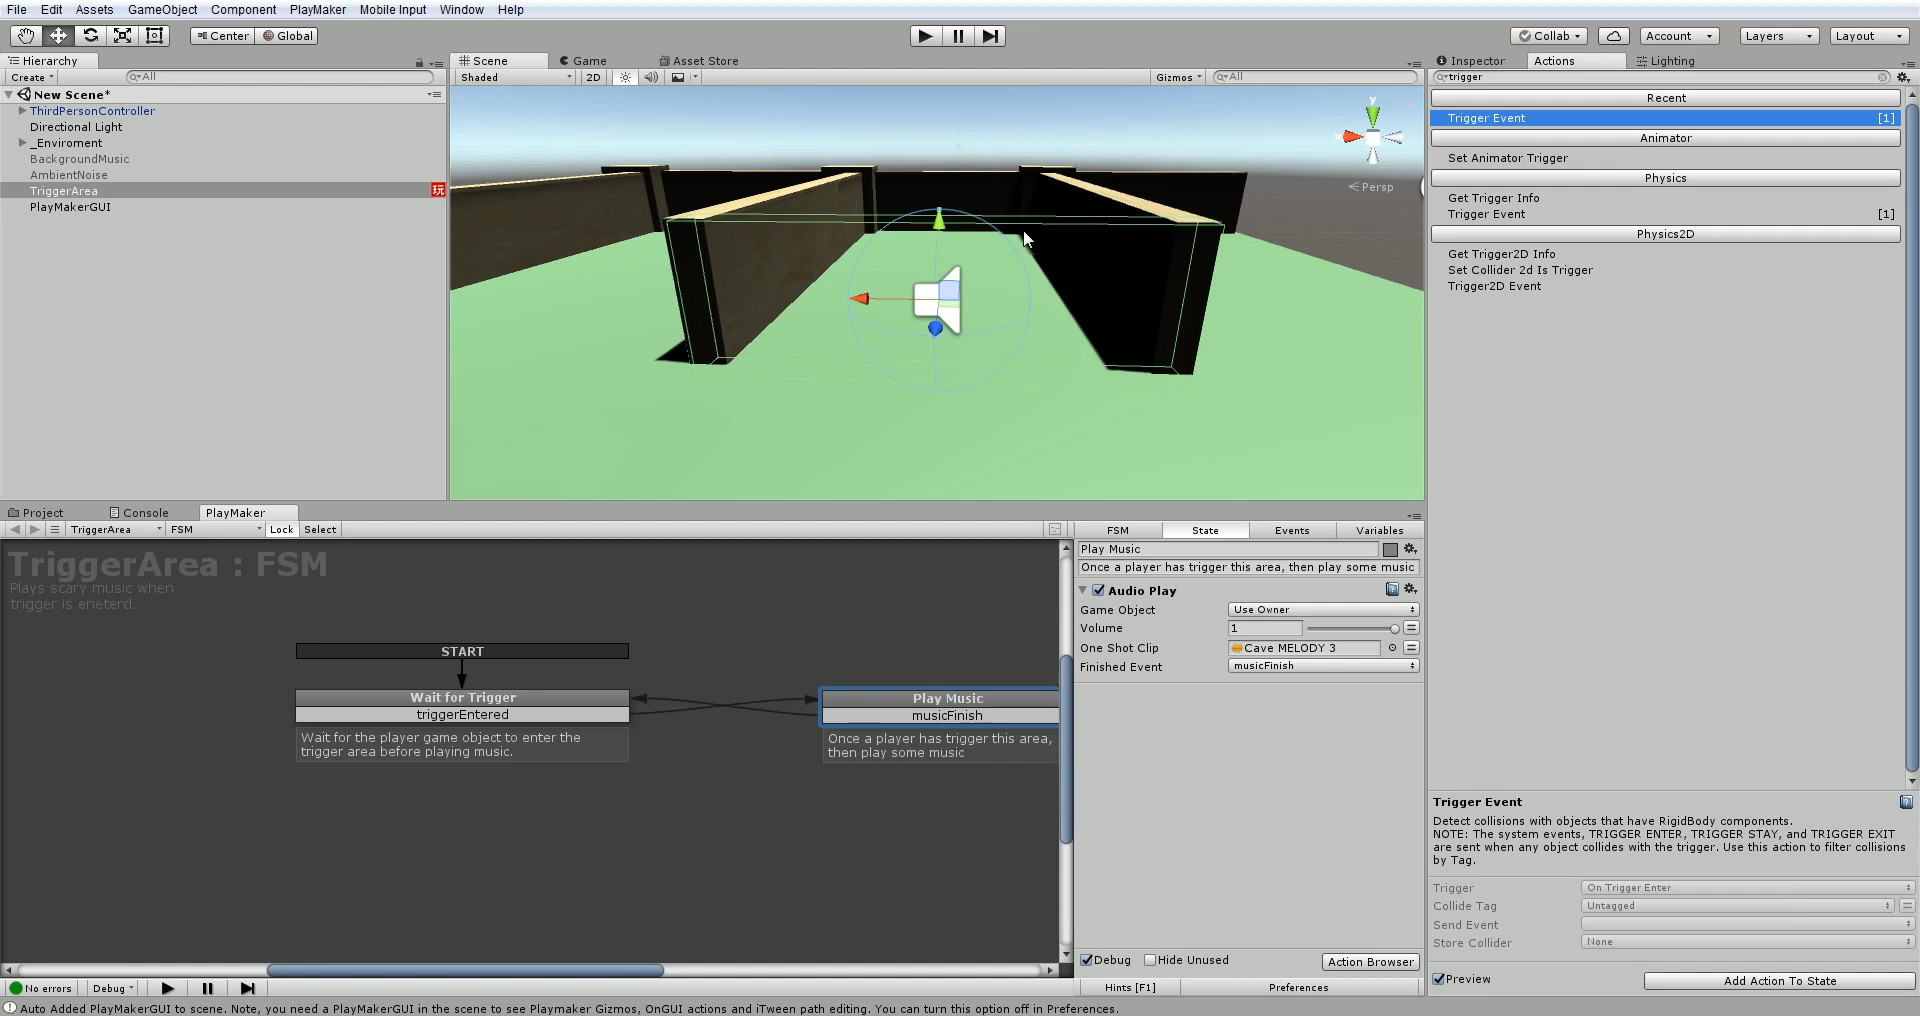 File Edit Assets GameObject Component PlayMaker Mobile Input Window Help
Center Global Collab Account Layers Layout
Hierarchy
Create All
New Scene*
ThirdPersonController
Directional Light
_Enviroment
BackgroundMusic
AmbientNoise
TriggerArea 玩
PlayMakerGUI
Scene Game Asset Store
Shaded 2D Gizmos All
y
Persp
Inspector Actions Lighting
trigger
Recent
Trigger Event [1]
Animator
Set Animator Trigger
Physics
Get Trigger Info
Trigger Event [1]
Physics2D
Get Trigger2D Info
Set Collider 2d Is Trigger
Trigger2D Event
Project Console PlayMaker
TriggerArea FSM Lock Select
TriggerArea : FSM
Plays scary music when
trigger is eneterd.
START
Wait for Trigger
triggerEntered
Wait for the player game object to enter the
trigger area before playing music.
Play Music
musicFinish
Once a player has trigger this area,
then play some music
FSM State Events Variables
Play Music
Once a player has trigger this area, then play some music
Audio Play
Game Object Use Owner
Volume 1
One Shot Clip Cave MELODY 3
Finished Event musicFinish
Debug Hide Unused Action Browser
Hints [F1] Preferences
Trigger Event
Detect collisions with objects that have RigidBody components.
NOTE: The system events, TRIGGER ENTER, TRIGGER STAY, and TRIGGER EXIT
are sent when any object collides with the trigger. Use this action to filter collisions
by Tag.
Trigger On Trigger Enter
Collide Tag Untagged
Send Event
Store Collider None
Preview Add Action To State
No errors Debug
Auto Added PlayMakerGUI to scene. Note, you need a PlayMakerGUI in the scene to see Playmaker Gizmos, OnGUI actions and iTween path editing. You can turn this option off in Preferences.